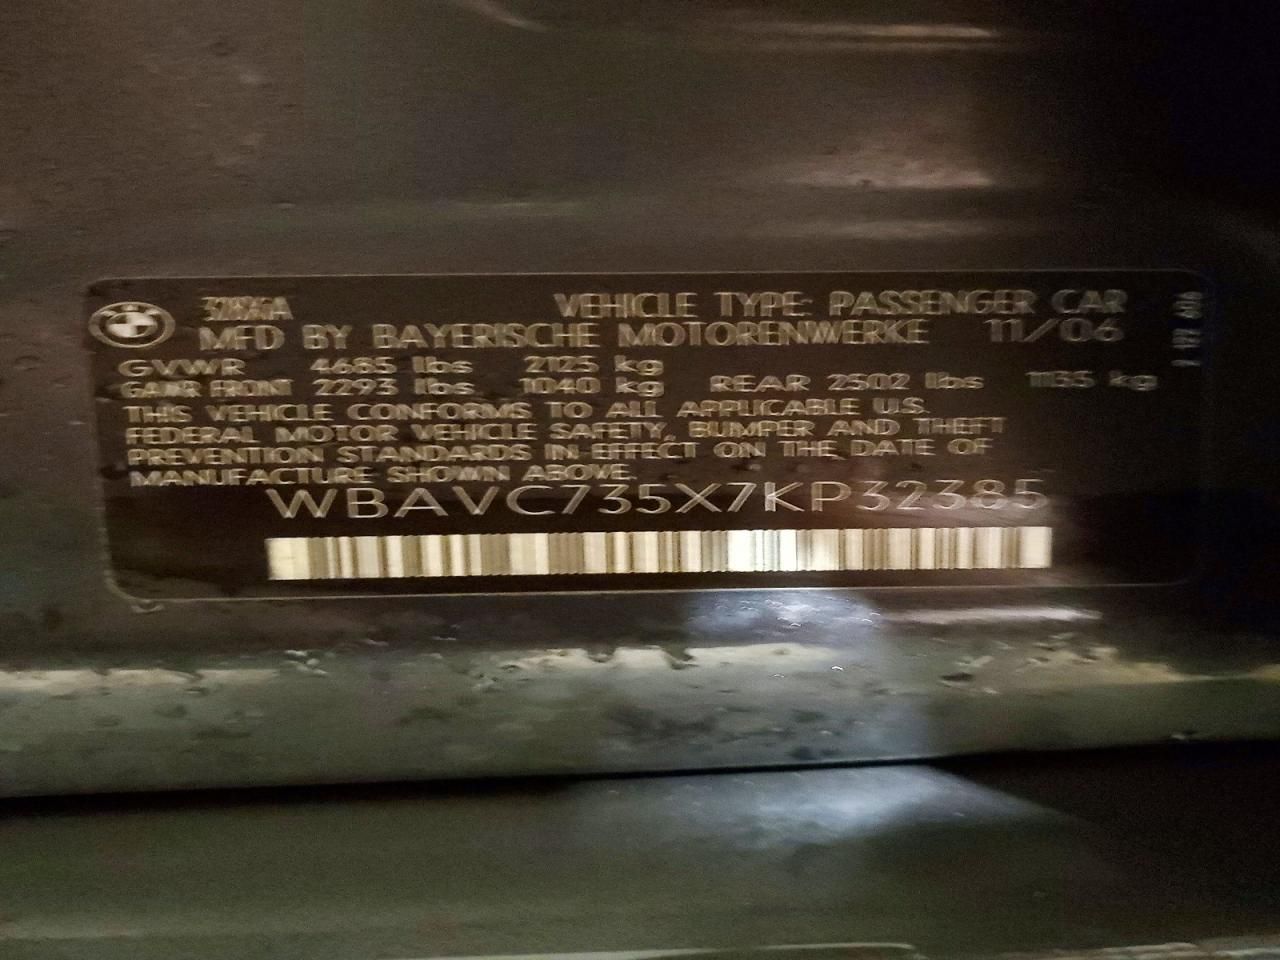 VEHICLE TYPE: PASSENGER CAR
MFD BY BAYERISCHE MOTORENWERKE 11/06
GVWR 4685 lbs 2125 kg
GAWR FRONT 2293 lbs 1040 kg REAR 2502 lbs 1135 kg
THIS VEHICLE CONFORMS TO ALL APPLICABLE U.S.
FEDERAL MOTOR VEHICLE SAFETY, BUMPER AND THEFT
PREVENTION STANDARDS IN EFFECT ON THE DATE OF
MANUFACTURE SHOWN ABOVE.
WBAVC735X7KP32385